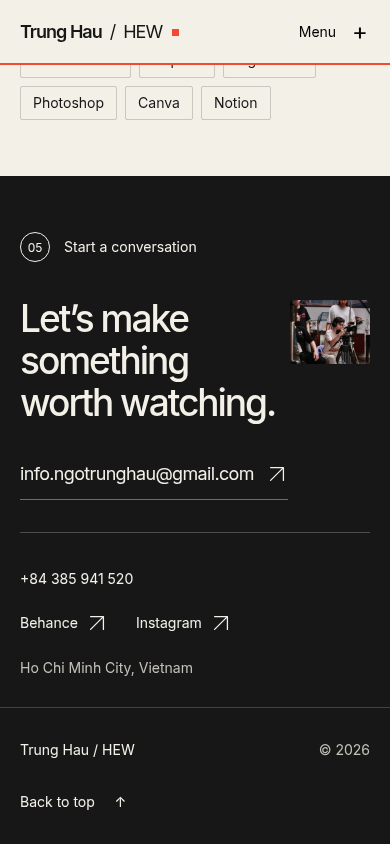 Trung Hau / HEW
Menu +
Photoshop Canva Notion
05 Start a conversation
Let’s make
something
worth watching.
info.ngotrunghau@gmail.com
+84 385 941 520
Behance Instagram
Ho Chi Minh City, Vietnam
Trung Hau / HEW © 2026
Back to top ↑